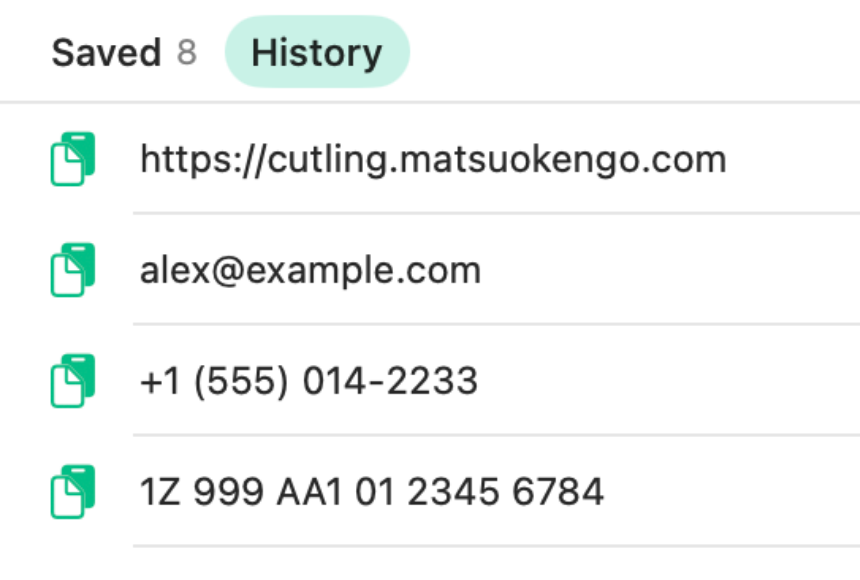 Saved 8 History
https://cutling.matsuokengo.com
alex@example.com
+1 (555) 014-2233
1Z 999 AA1 01 2345 6784